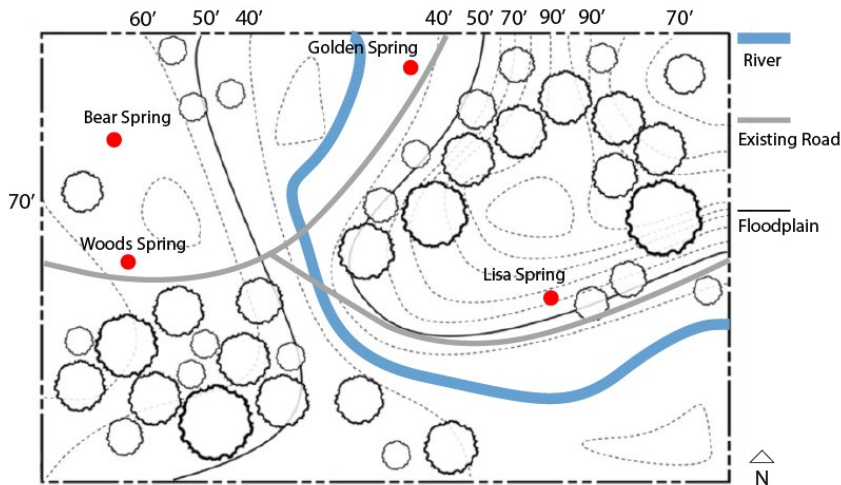 60' 50' 40' 40' 50' 70' 90' 90' 70'
Golden Spring
River
Bear Spring
Existing Road
70'
Floodplain
Woods Spring
Lisa Spring
N